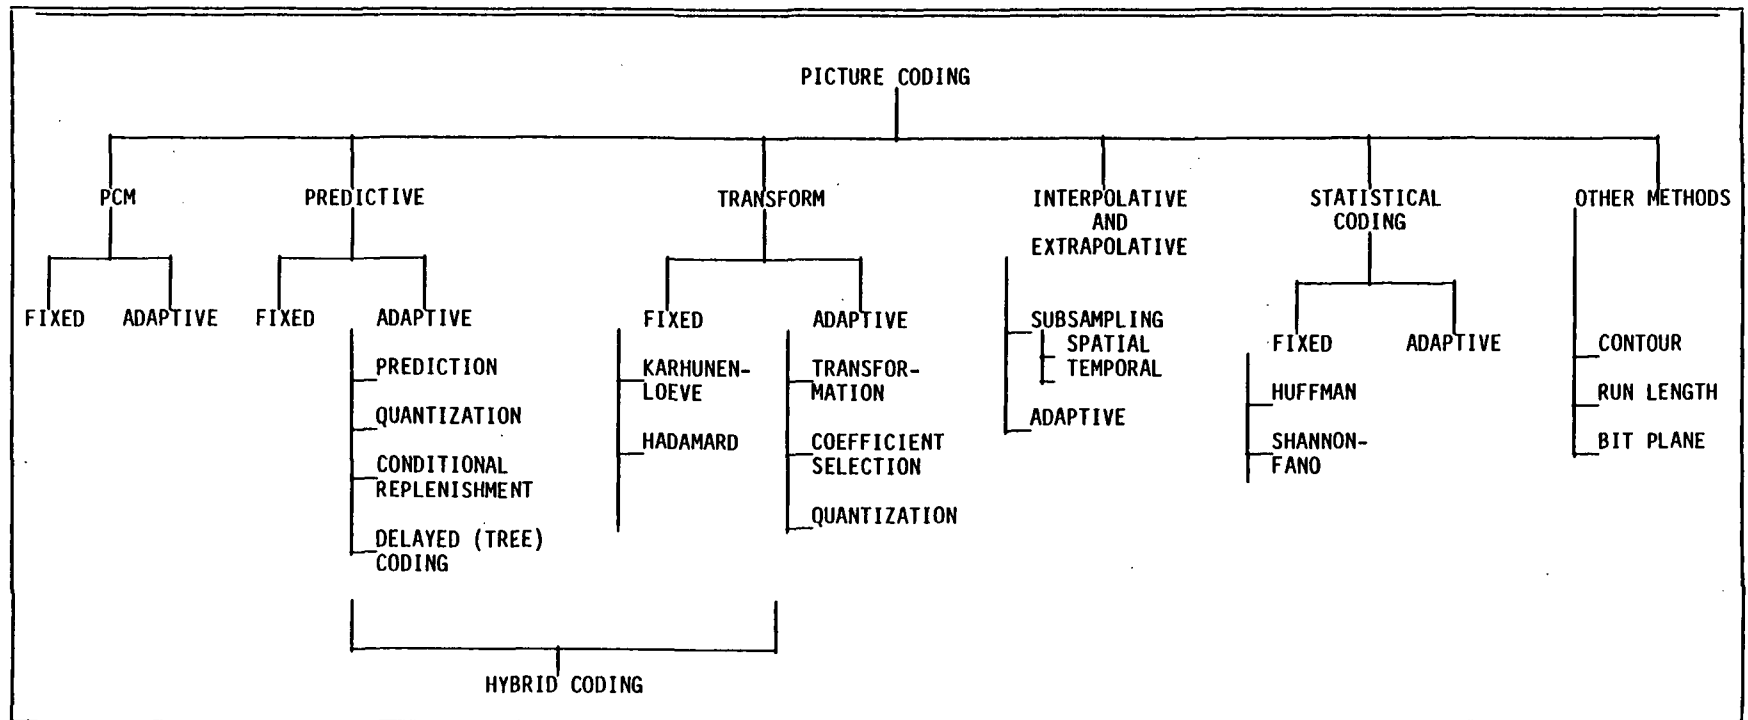 PICTURE CODING
PCM
PREDICTIVE
TRANSFORM
INTERPOLATIVE
AND
EXTRAPOLATIVE
STATISTICAL
CODING
OTHER METHODS
FIXED
ADAPTIVE
FIXED
ADAPTIVE
PREDICTION
QUANTIZATION
CONDITIONAL
REPLENISHMENT
DELAYED (TREE)
CODING
FIXED
KARHUNEN-
LOEVE
HADAMARD
ADAPTIVE
TRANSFOR-
MATION
COEFFICIENT
SELECTION
QUANTIZATION
SUBSAMPLING
SPATIAL
TEMPORAL
ADAPTIVE
FIXED
HUFFMAN
SHANNON-
FANO
ADAPTIVE
CONTOUR
RUN LENGTH
BIT PLANE
HYBRID CODING